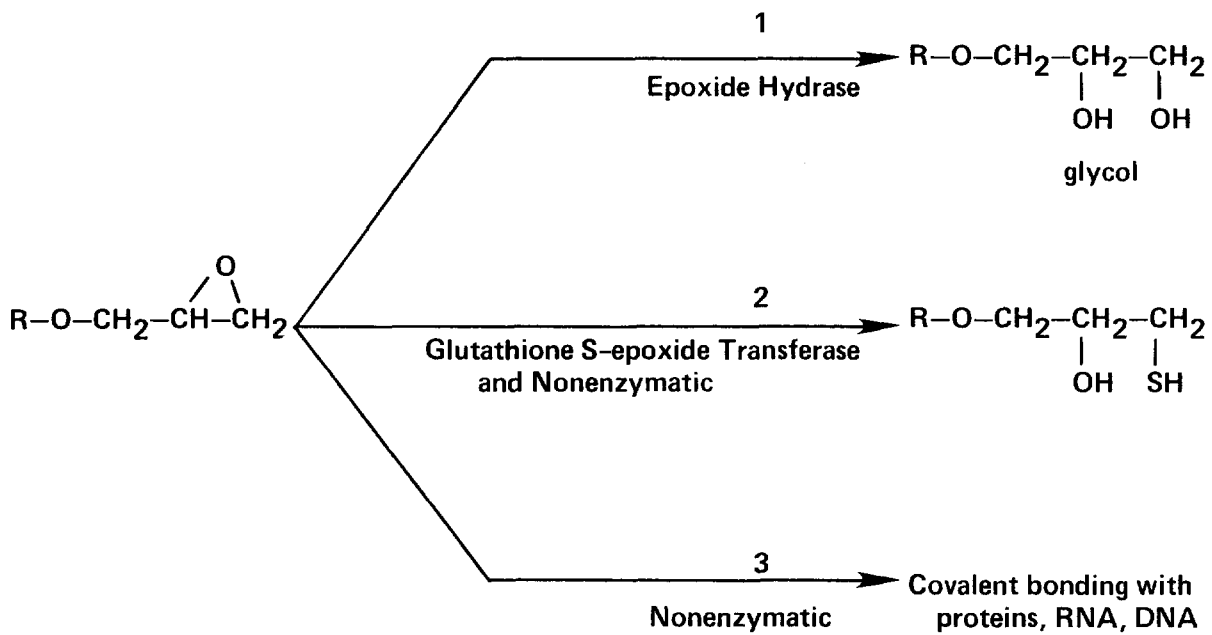 1
R–O–CH2–CH2–CH2
Epoxide Hydrase
OH OH
glycol
O
R–O–CH2–CH–CH2
2
R–O–CH2–CH2–CH2
Glutathione S–epoxide Transferase
and Nonenzymatic
OH SH
3
Covalent bonding with
Nonenzymatic
proteins, RNA, DNA